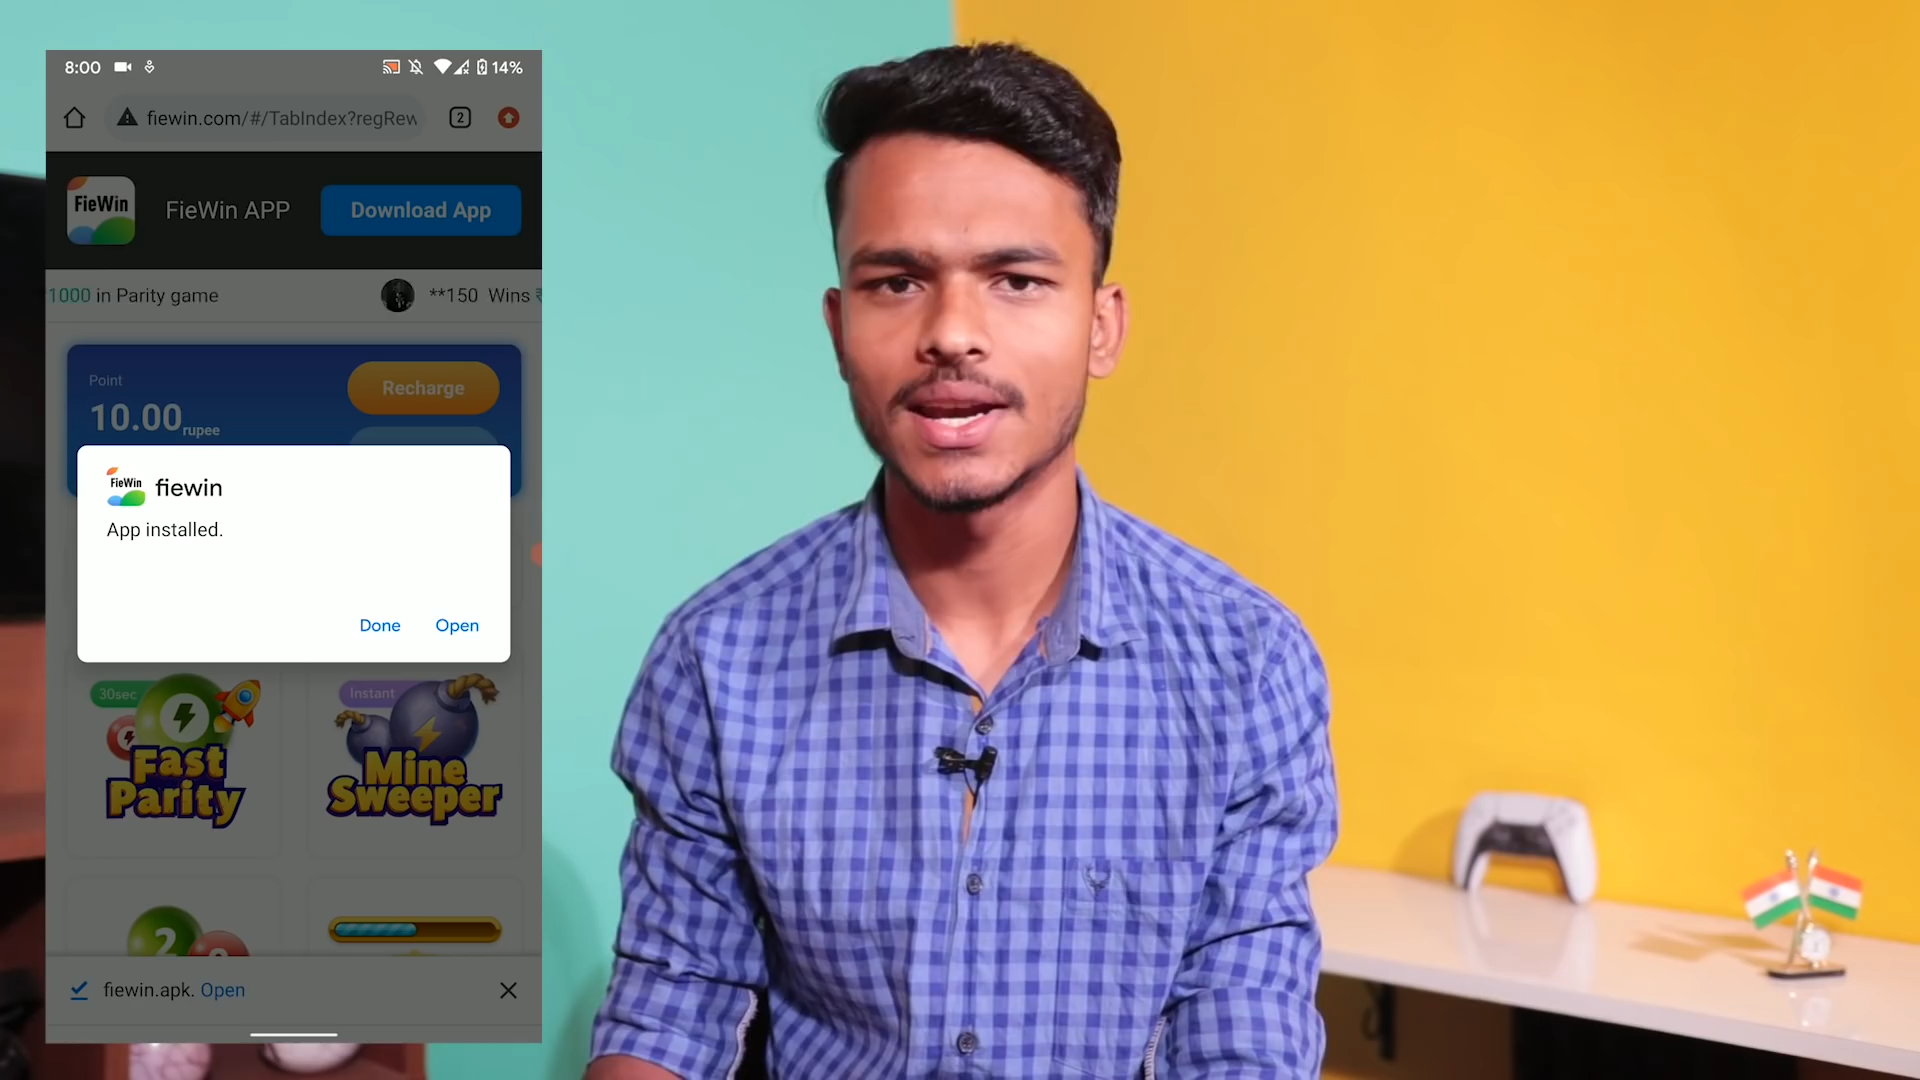 8:00
14%
fiewin.com/#/TabIndex?regRew
2
FieWin
FieWin APP
Download App
1000 in Parity game
**150 Wins ₹
Point
Recharge
10.00 rupee
FieWin
fiewin
App installed.
Done
Open
30sec
Instant
Fast
Parity
Mine
Sweeper
2
fiewin.apk. Open